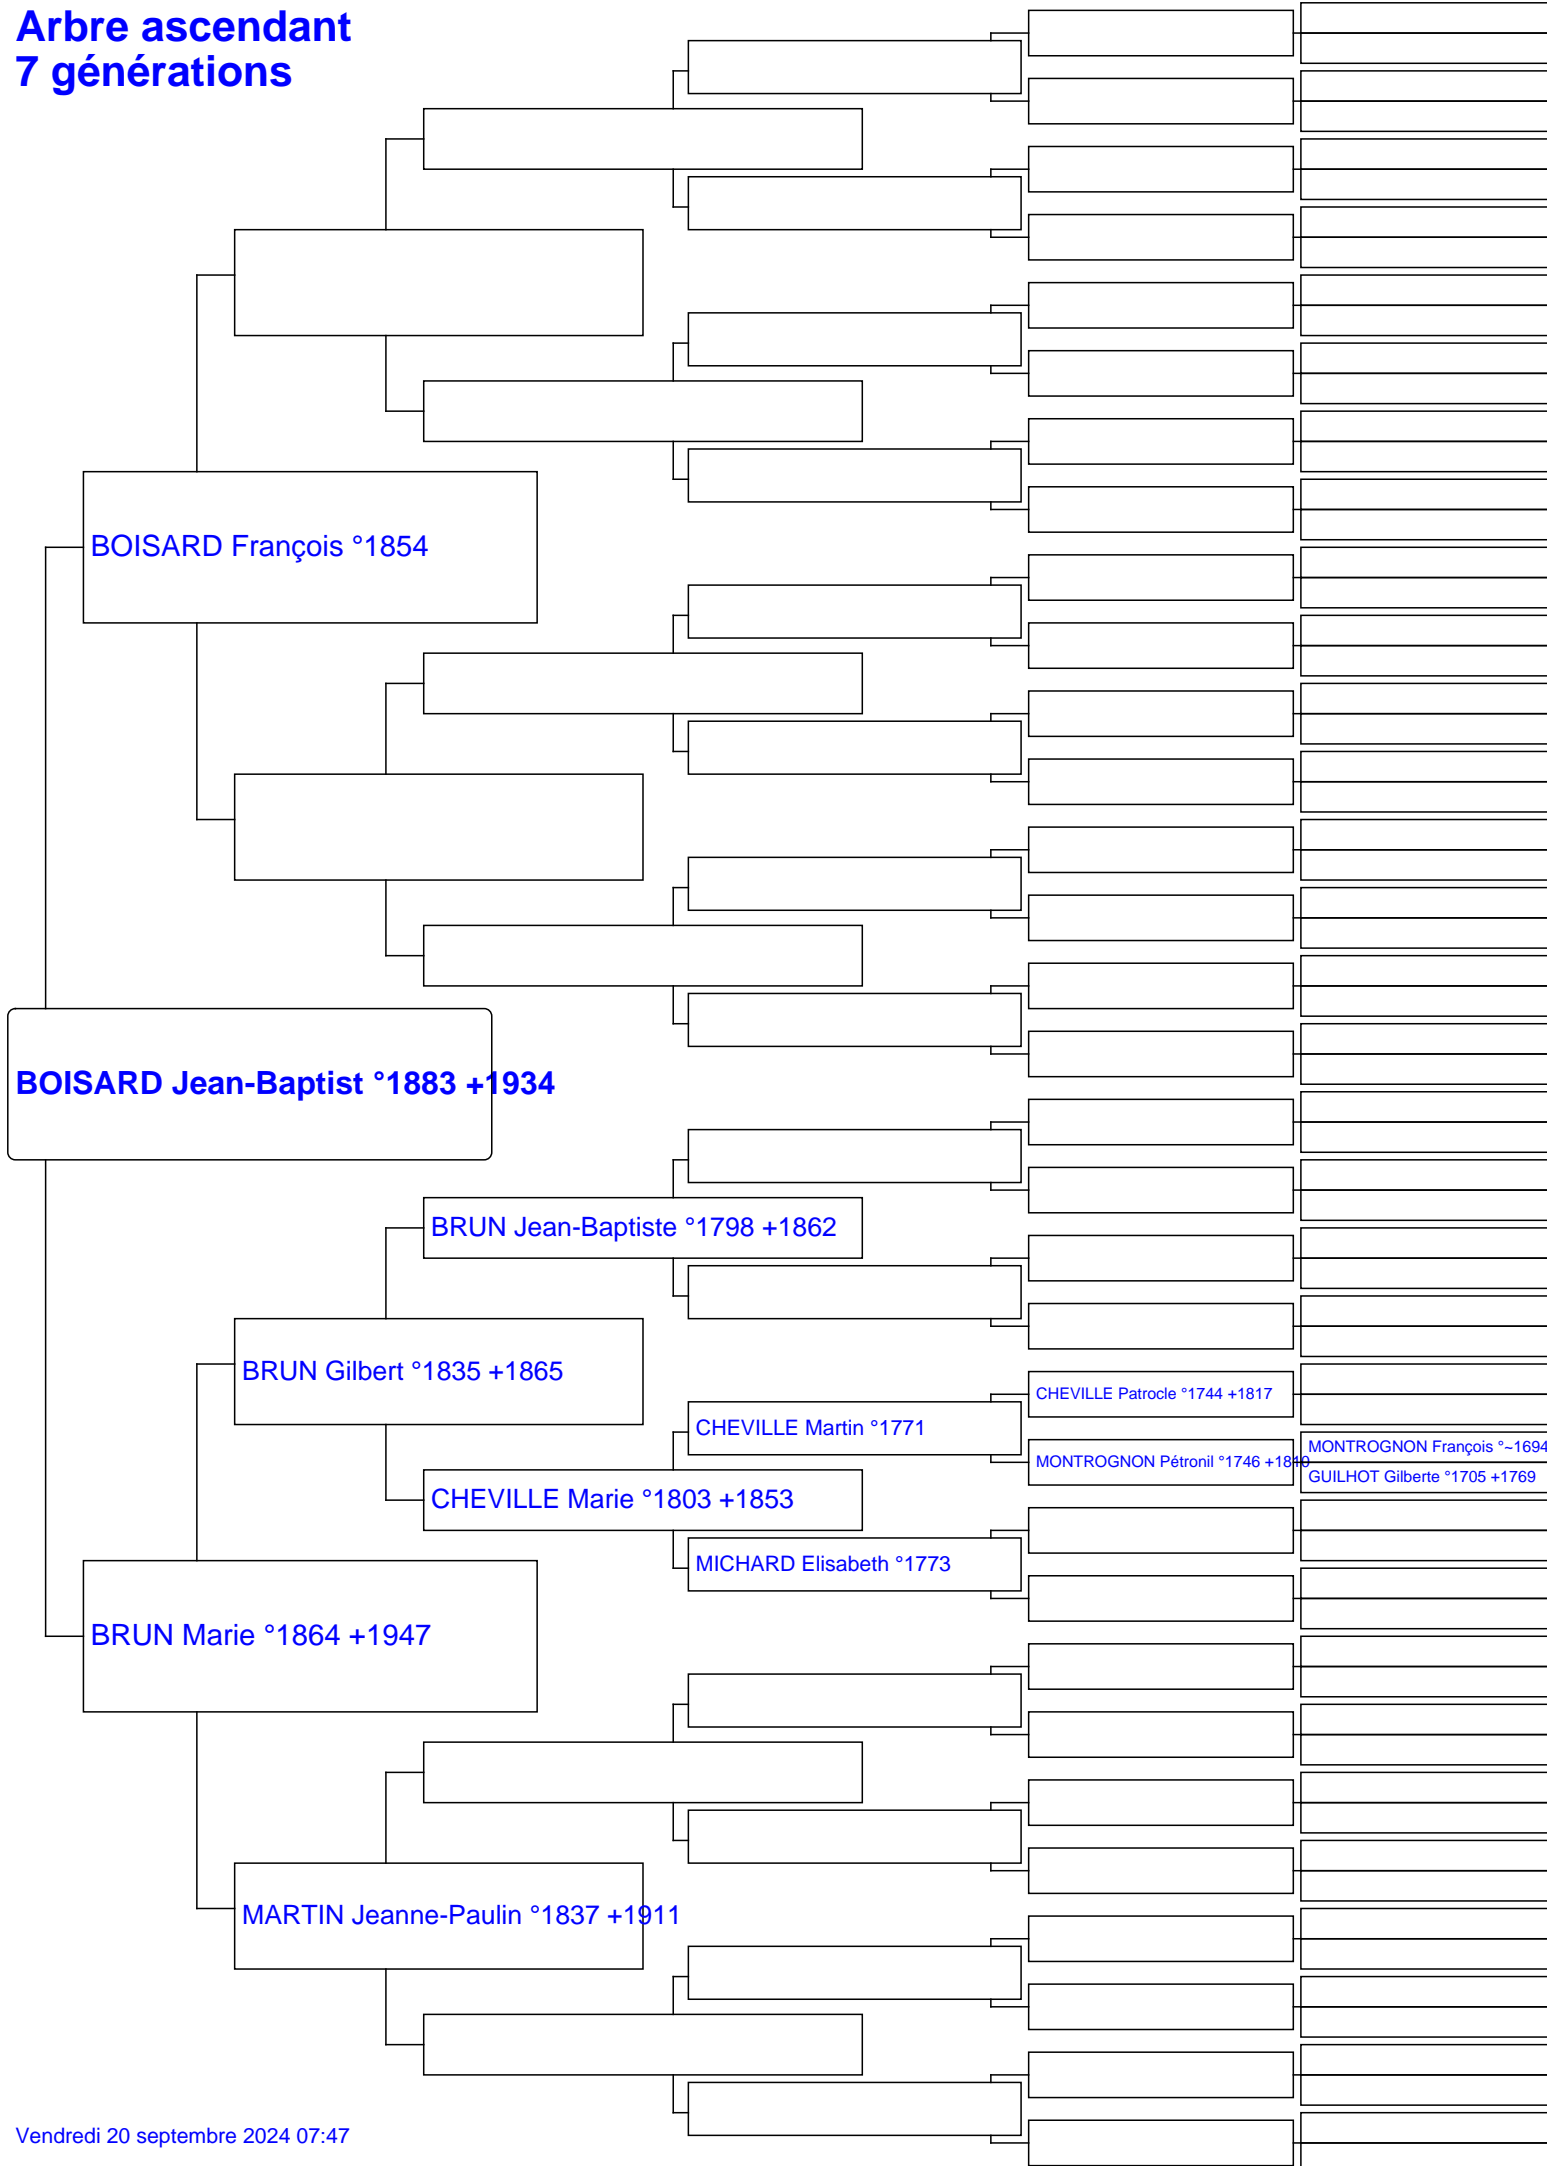 Arbre ascendant
7 générations
BOISARD François °1854
BOISARD Jean-Baptist °1883 +1934
BRUN Jean-Baptiste °1798 +1862
BRUN Gilbert °1835 +1865
CHEVILLE Patrocle °1744 +1817
CHEVILLE Martin °1771
MONTROGNON François °~1694
MONTROGNON Pétronil °1746 +1810
GUILHOT Gilberte °1705 +1769
CHEVILLE Marie °1803 +1853
MICHARD Elisabeth °1773
BRUN Marie °1864 +1947
MARTIN Jeanne-Paulin °1837 +1911
Vendredi 20 septembre 2024 07:47